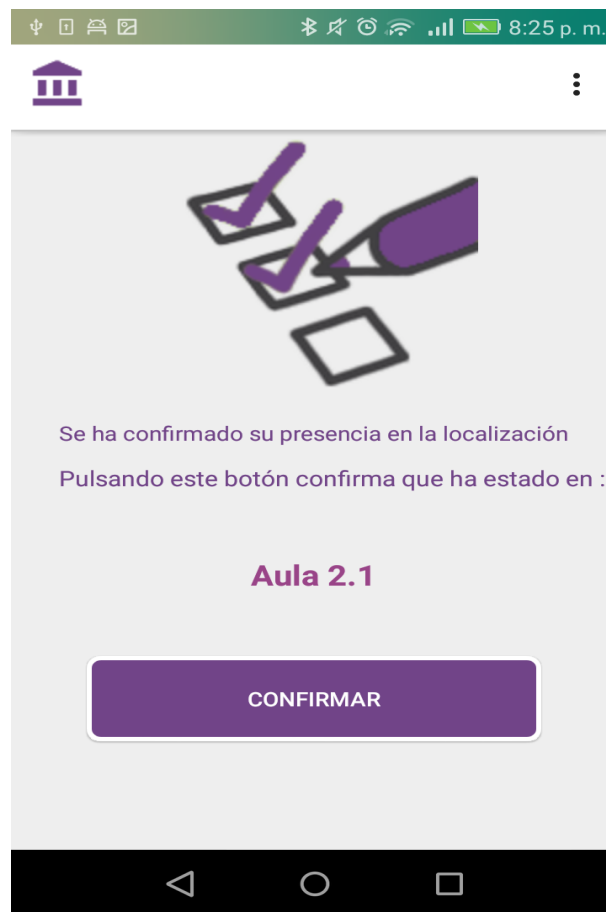 8:25 p. m.
Se ha confirmado su presencia en la localización
Pulsando este botón confirma que ha estado en :
Aula 2.1
CONFIRMAR